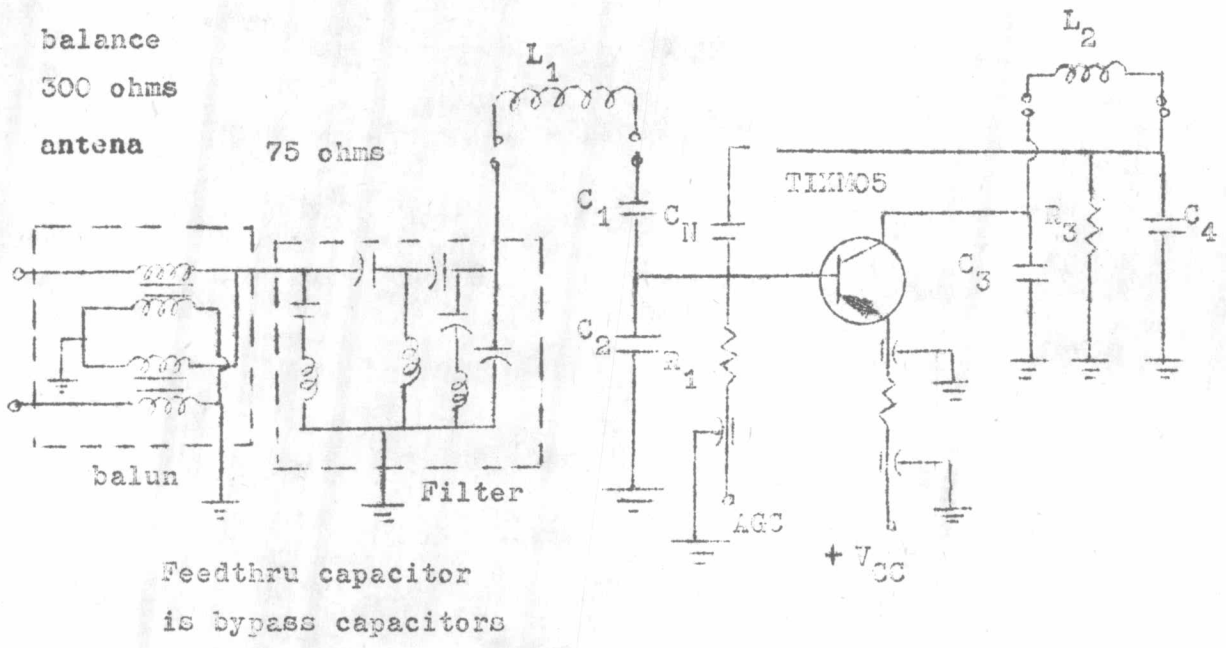 balance
300 ohms
antena
75 ohms
L1
L2
TIXM05
C1
CN
R3
C4
C3
C2
R1
balun
Filter
AGC
+ VCC
Feedthru capacitor
is bypass capacitors